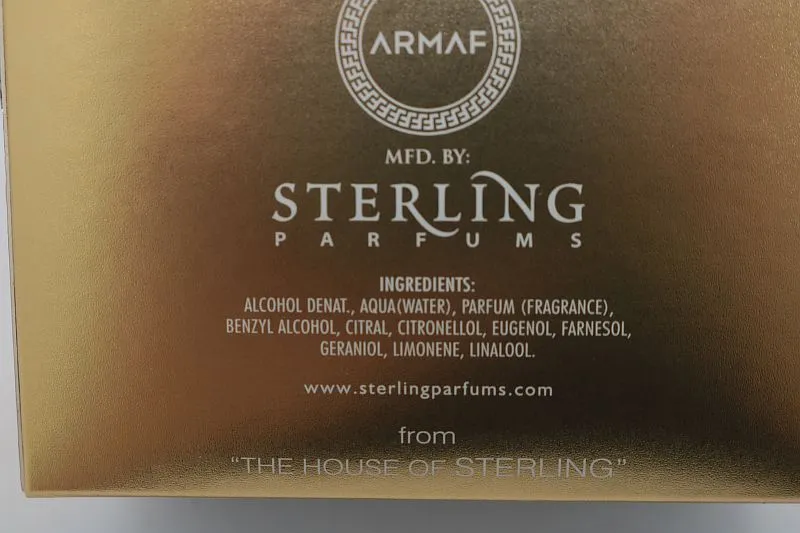 ARMAF
MFD. BY:
STERLING
PARFUMS
INGREDIENTS:
ALCOHOL DENAT., AQUA(WATER), PARFUM (FRAGRANCE),
BENZYL ALCOHOL, CITRAL, CITRONELLOL, EUGENOL, FARNESOL,
GERANIOL, LIMONENE, LINALOOL.
www.sterlingparfums.com
from
“THE HOUSE OF STERLING”